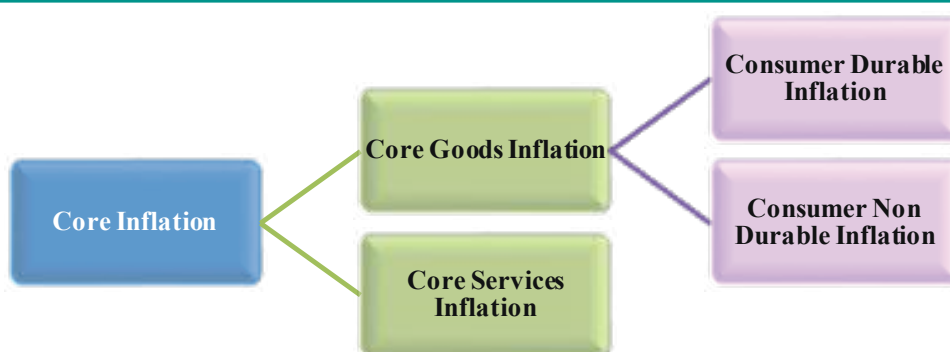 Core Inflation
Core Goods Inflation
Core Services
Inflation
Consumer Durable
Inflation
Consumer Non
Durable Inflation